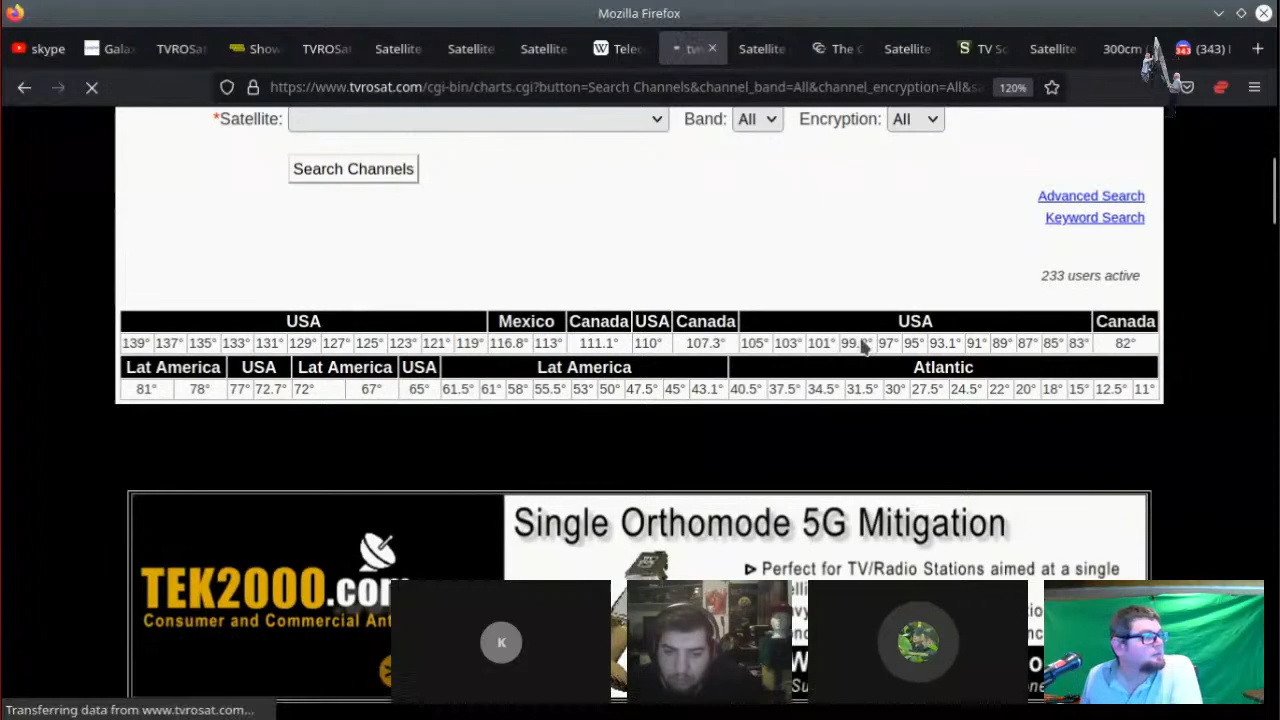 Mozilla Firefox
skype Gala TVROSa Show TVROS Satellite Satellite Satellite Tele tv Satellite The C Satellite TV Sc Satellite 300cm (343)
https://www.tvrosat.com/cgi-bin/charts.cgi?button=Search Channels&channel_band=All&channel_encryption=All&s 120%
*Satellite: Band: All Encryption: All
Search Channels
Advanced Search
Keyword Search
233 users active
USA Mexico Canada USA Canada USA Canada
139° 137° 135° 133° 131° 129° 127° 125° 123° 121° 119° 116.8° 113° 111.1° 110° 107.3° 105° 103° 101° 99. 97° 95° 93.1° 91° 89° 87° 85° 83° 82°
Lat America USA Lat America USA Lat America Atlantic
81° 78° 77° 72.7° 72° 67° 65° 61.5° 61° 58° 55.5° 53° 50° 47.5° 45° 43.1° 40.5° 37.5° 34.5° 31.5° 30° 27.5° 24.5° 22° 20° 18° 15° 12.5° 11°
Single Orthomode 5G Mitigation
Perfect for TV/Radio Stations aimed at a single
TEK2000.co
Consumer and Commercial Ant
K
Transferring data from www.tvrosat.com...